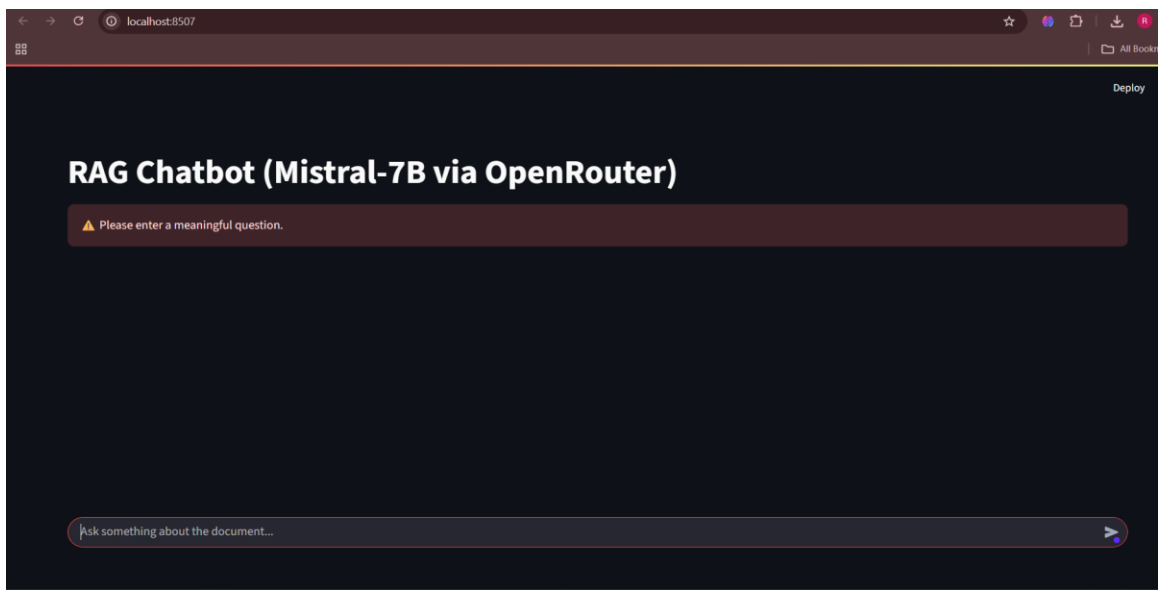 localhost:8507
R
All Bookm
Deploy
RAG Chatbot (Mistral-7B via OpenRouter)
Please enter a meaningful question.
Ask something about the document...